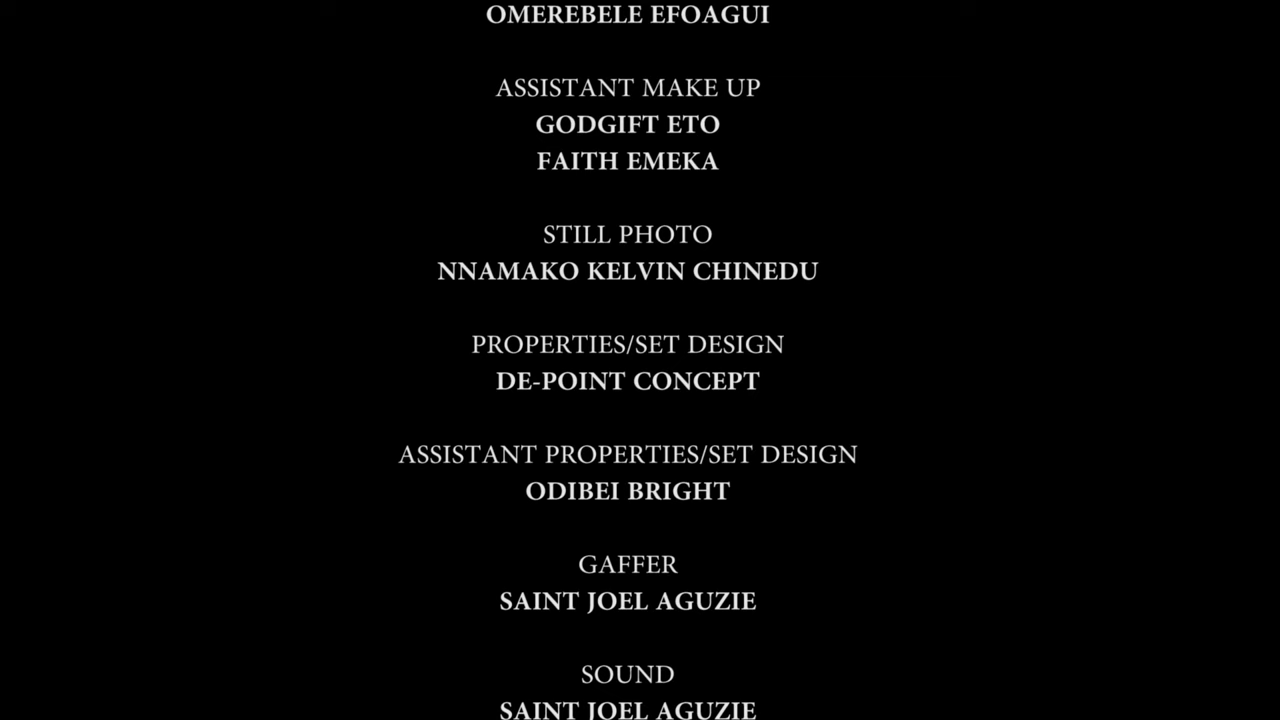 OMEREBELE EFOAGUI
ASSISTANT MAKE UP
GODGIFT ETO
FAITH EMEKA
STILL PHOTO
NNAMAKO KELVIN CHINEDU
PROPERTIES/SET DESIGN
DE-POINT CONCEPT
ASSISTANT PROPERTIES/SET DESIGN
ODIBEI BRIGHT
GAFFER
SAINT JOEL AGUZIE
SOUND
SAINT JOEL AGUZIE